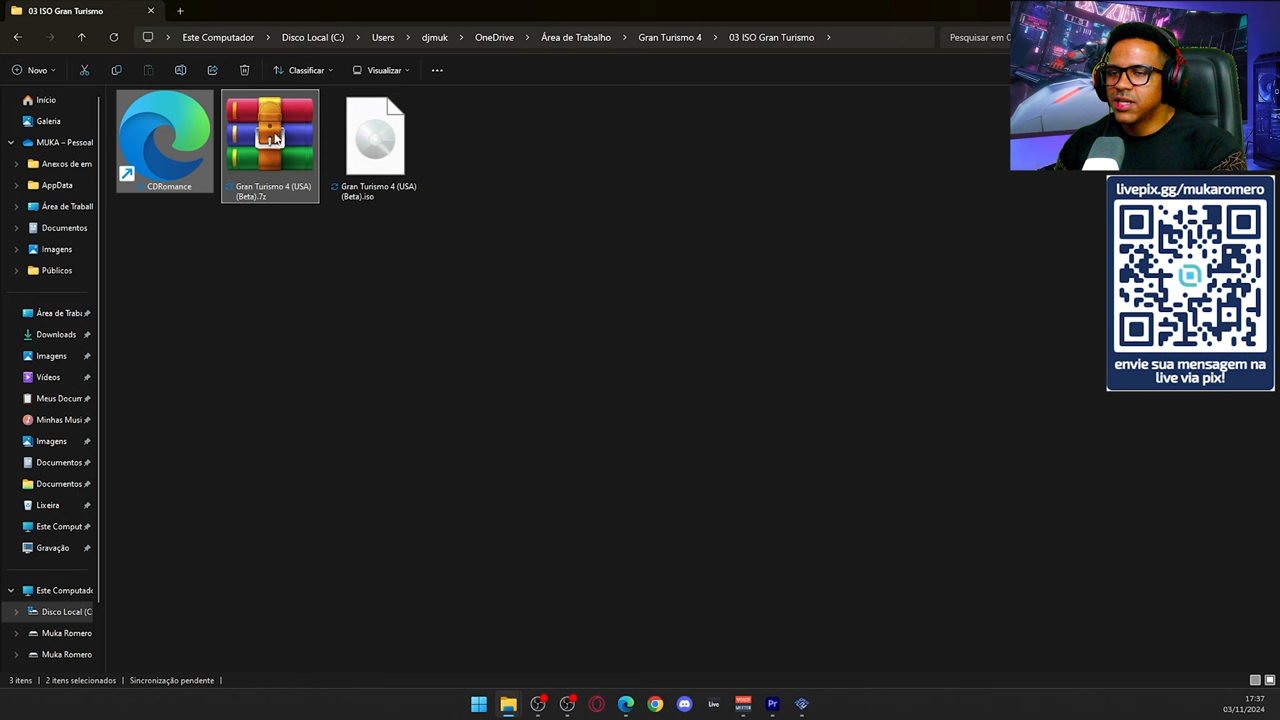 03 ISO Gran Turismo
Este Computador > Disco Local (C:) > Users > djmuk > OneDrive > Área de Trabalho > Gran Turismo 4 > 03 ISO Gran Turismo >
Pesquisar em 0
Novo
Classificar
Visualizar
Início
Galeria
MUKA – Pessoal
Anexos de em
AppData
Área de Traball
Documentos
Imagens
Públicos
Área de Traba
Downloads
Imagens
Vídeos
Meus Docum
Minhas Musi
Imagens
Documentos
Documentos
Lixeira
Este Comput
Gravação
Este Computado
Disco Local (C
Muka Romero
Muka Romero
CDRomance
Gran Turismo 4 (USA)
(Beta).7z
Gran Turismo 4 (USA)
(Beta).iso
livepix.gg/mukaromero
envie sua mensagem na
live via pix!
3 itens
2 itens selecionados
Sincronização pendente
17:37
03/11/2024